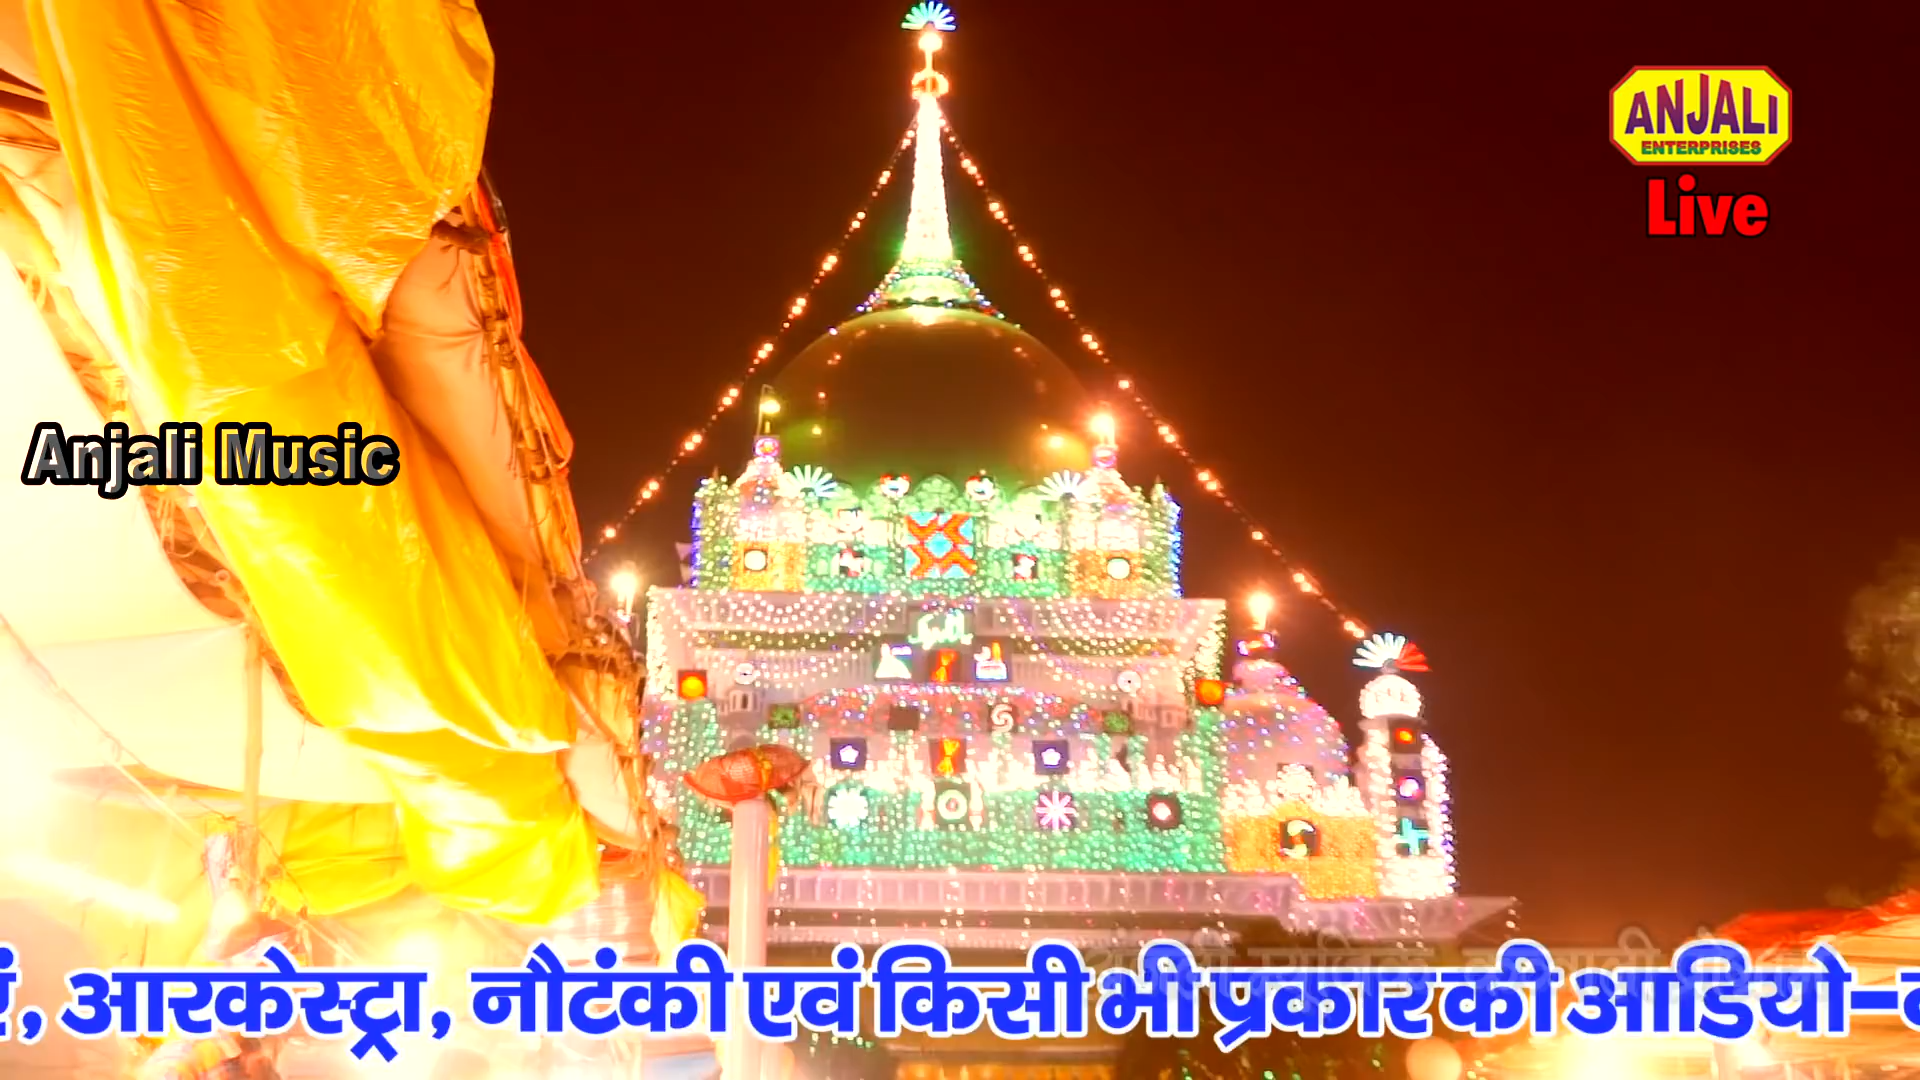 ANJALI
ENTERPRISES
Live
Anjali Music
आरकेस्ट्रा, नौटंकी एवं किसी भी प्रकार की आडियो-